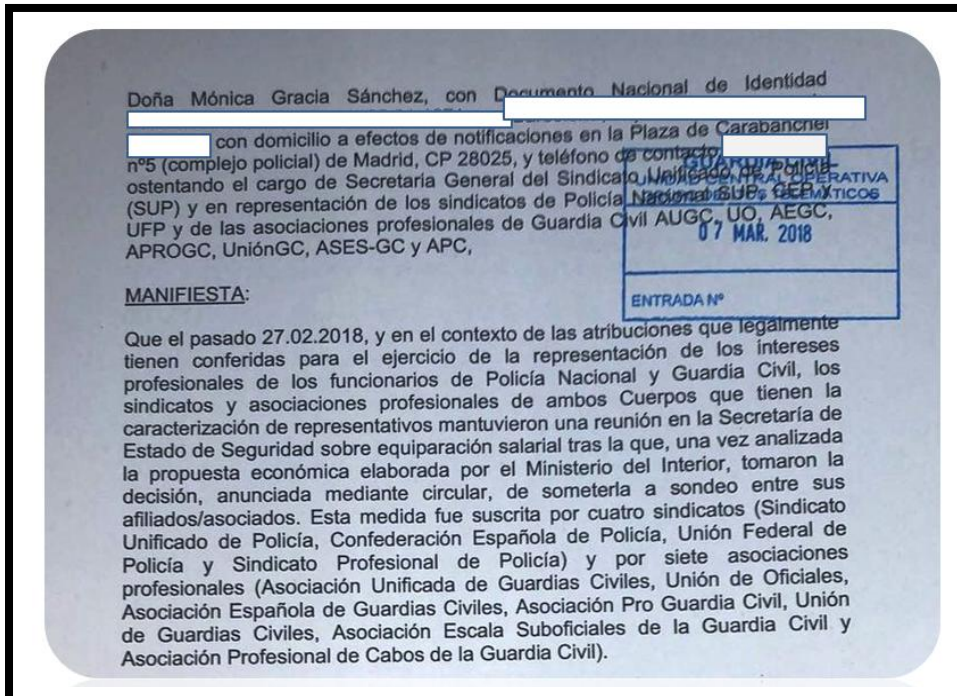 Doña Mónica Gracia Sánchez, con Documento Nacional de Identidad
con domicilio a efectos de notificaciones en la Plaza de Carabanchel
nº5 (complejo policial) de Madrid, CP 28025, y teléfono de contacto
ostentando el cargo de Secretaria General del Sindicato Unificado de Policía
(SUP) y en representación de los sindicatos de Policía Nacional SUP, CEP y
UFP y de las asociaciones profesionales de Guardia Civil AUGC, UO, AEGC,
APROGC, UniónGC, ASES-GC y APC,
GUARDIA CIVIL
UNIDAD CENTRAL OPERATIVA
TELEMÁTICOS
07 MAR. 2018
ENTRADA Nº
MANIFIESTA:
Que el pasado 27.02.2018, y en el contexto de las atribuciones que legalmente
tienen conferidas para el ejercicio de la representación de los intereses
profesionales de los funcionarios de Policía Nacional y Guardia Civil, los
sindicatos y asociaciones profesionales de ambos Cuerpos que tienen la
caracterización de representativos mantuvieron una reunión en la Secretaría de
Estado de Seguridad sobre equiparación salarial tras la que, una vez analizada
la propuesta económica elaborada por el Ministerio del Interior, tomaron la
decisión, anunciada mediante circular, de someterla a sondeo entre sus
afiliados/asociados. Esta medida fue suscrita por cuatro sindicatos (Sindicato
Unificado de Policía, Confederación Española de Policía, Unión Federal de
Policía y Sindicato Profesional de Policía) y por siete asociaciones
profesionales (Asociación Unificada de Guardias Civiles, Unión de Oficiales,
Asociación Española de Guardias Civiles, Asociación Pro Guardia Civil, Unión
de Guardias Civiles, Asociación Escala Suboficiales de la Guardia Civil y
Asociación Profesional de Cabos de la Guardia Civil).